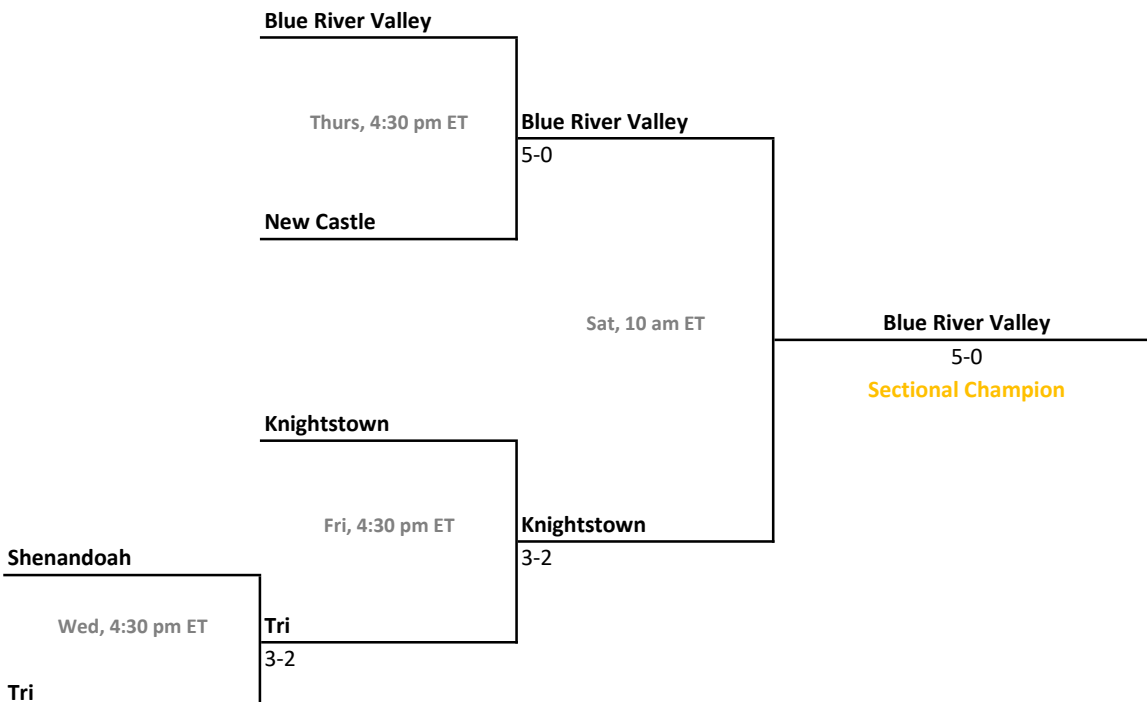 Blue River Valley
Thurs, 4:30 pm ET
Blue River Valley
5-0
New Castle
Sat, 10 am ET
Blue River Valley
5-0
Sectional Champion
Knightstown
Fri, 4:30 pm ET
Knightstown
3-2
Shenandoah
Wed, 4:30 pm ET
Tri
3-2
Tri